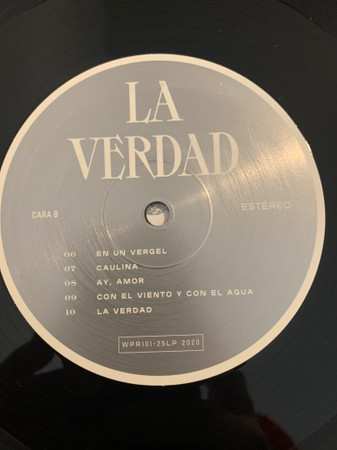 LA
VERDAD
CARA B
ESTÉREO
06 EN UN VERGEL
07 CAULINA
08 AY, AMOR
09 CON EL VIENTO Y CON EL AGUA
10 LA VERDAD
WPR101-25LP 2020